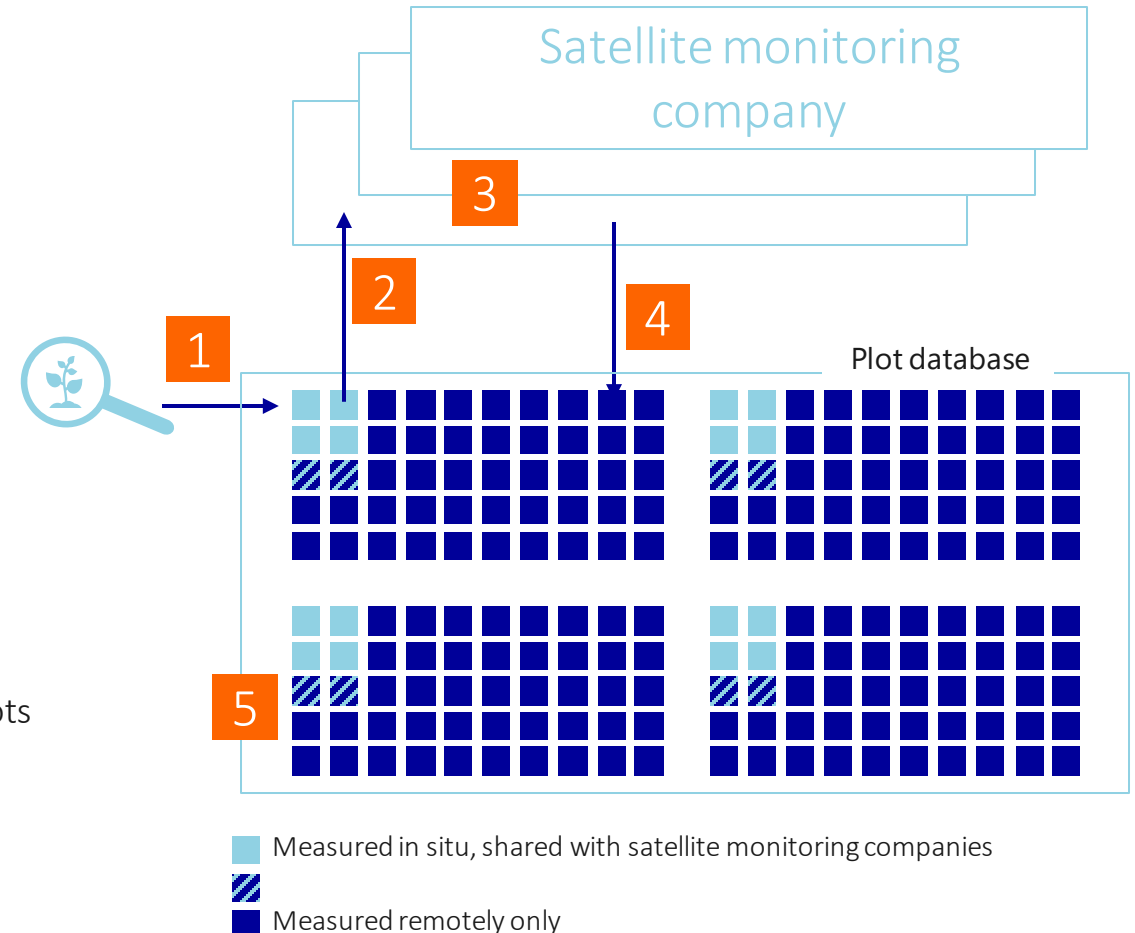 Satellite monitoring
company
3
2
4
1
Plot database
5
ots
Measured in situ, shared with satellite monitoring companies
Measured remotely only